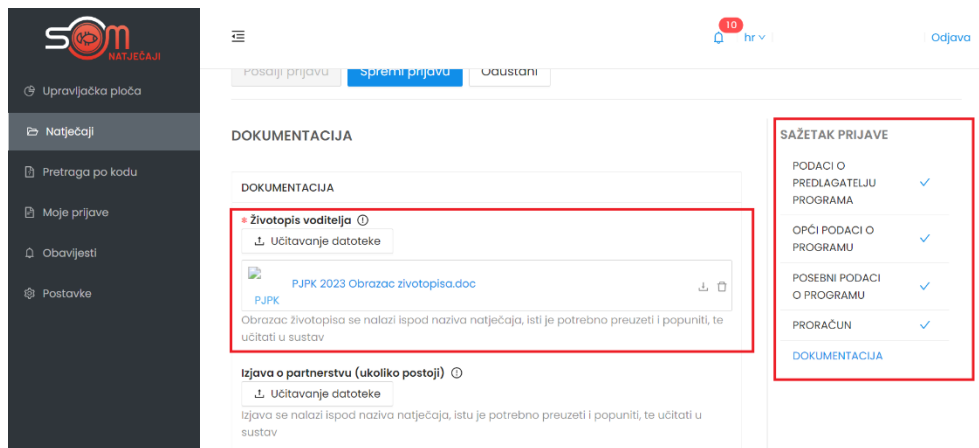 SOM
NATJEČAJI
10
hr
Odjava
Upravljačka ploča
Natječaji
Pretraga po kodu
Moje prijave
Obavijesti
Postavke
Pošalji prijavu
Spremi prijavu
Odustani
DOKUMENTACIJA
DOKUMENTACIJA
* Životopis voditelja
Učitavanje datoteke
PJPK
PJPK 2023 Obrazac zivotopisa.doc
Obrazac životopisa se nalazi ispod naziva natječaja, isti je potrebno preuzeti i popuniti, te
učitati u sustav
Izjava o partnerstvu (ukoliko postoji)
Učitavanje datoteke
Izjava se nalazi ispod naziva natječaja, istu je potrebno preuzeti i popuniti, te učitati u
sustav
SAŽETAK PRIJAVE
PODACI O
PREDLAGATELJU
PROGRAMA
OPĆI PODACI O
PROGRAMU
POSEBNI PODACI
O PROGRAMU
PRORAČUN
DOKUMENTACIJA